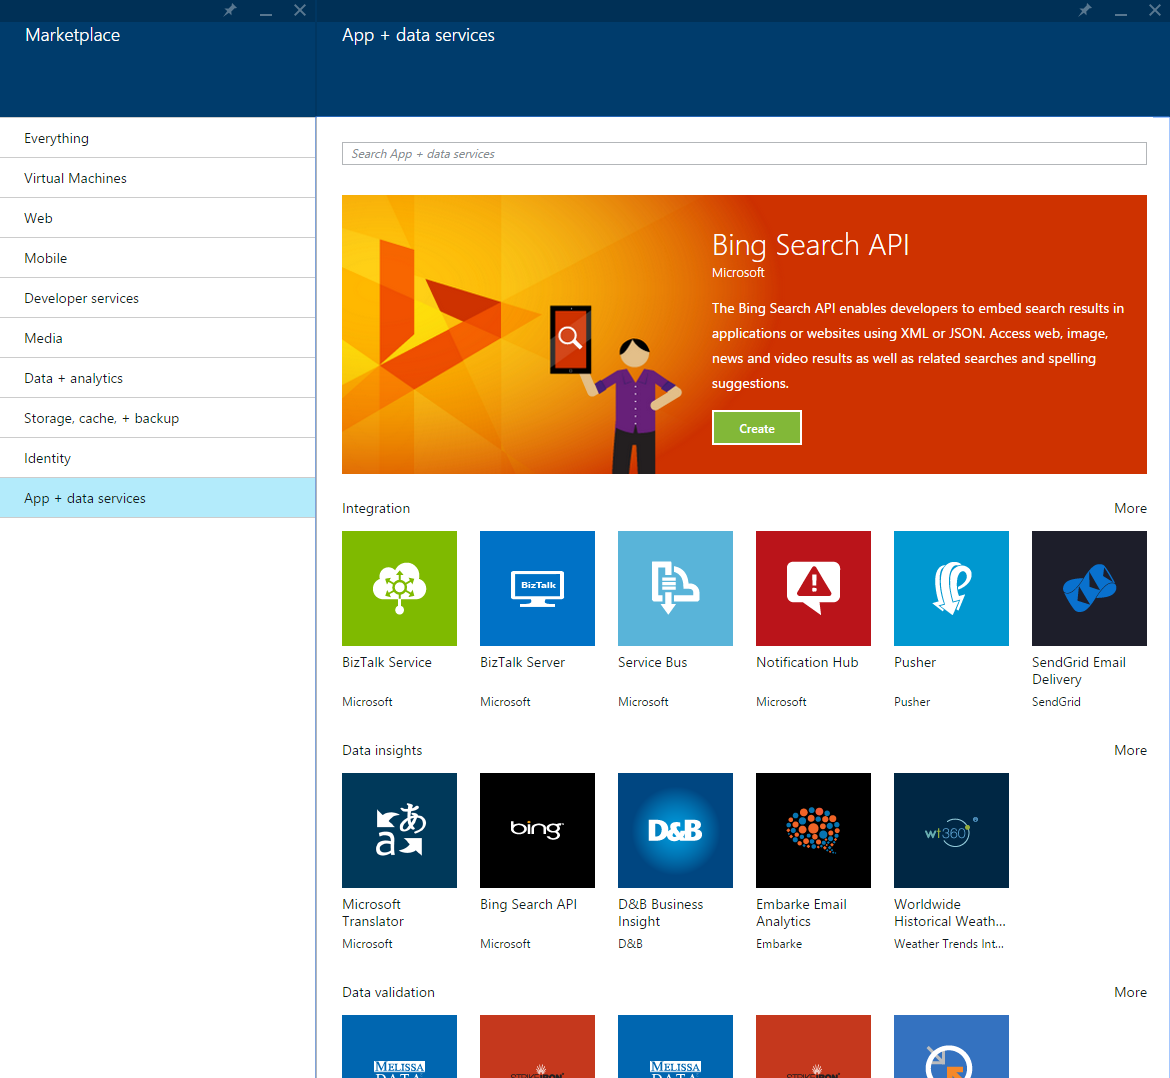 Marketplace
App + data services
Everything
Virtual Machines
Web
Mobile
Developer services
Media
Data + analytics
Storage, cache, + backup
Identity
App + data services
Search App + data services
Bing Search API
Microsoft
The Bing Search API enables developers to embed search results in
applications or websites using XML or JSON. Access web, image,
news and video results as well as related searches and spelling
suggestions.
Create
Integration
More
BizTalk
BizTalk Service
Microsoft
BizTalk Server
Microsoft
Service Bus
Microsoft
Notification Hub
Microsoft
Pusher
Pusher
SendGrid Email
Delivery
SendGrid
Data insights
More
あ
a
bing
D&B
wt360
Microsoft
Translator
Microsoft
Bing Search API
Microsoft
D&B Business
Insight
D&B
Embarke Email
Analytics
Embarke
Worldwide
Historical Weath...
Weather Trends Int...
Data validation
More
MELISSA
DATA
STRIKEIRON
MELISSA
DATA
STRIKEIRON